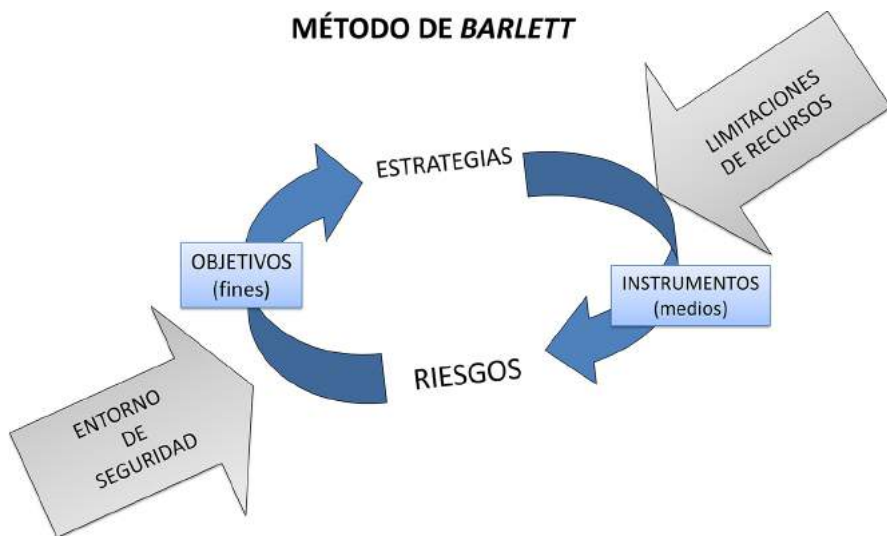 MÉTODO DE BARLETT
LIMITACIONES
DE RECURSOS
ESTRATEGIAS
OBJETIVOS
(fines)
INSTRUMENTOS
(medios)
RIESGOS
ENTORNO
DE
SEGURIDAD